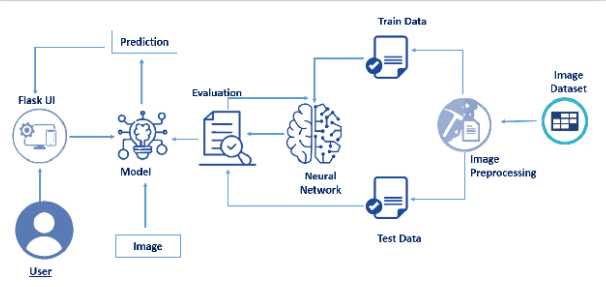 Train Data
Prediction
Image
Dataset
Flask UI
Evaluation
Model
Neural
Network
Image
Preprocessing
Image
Test Data
User